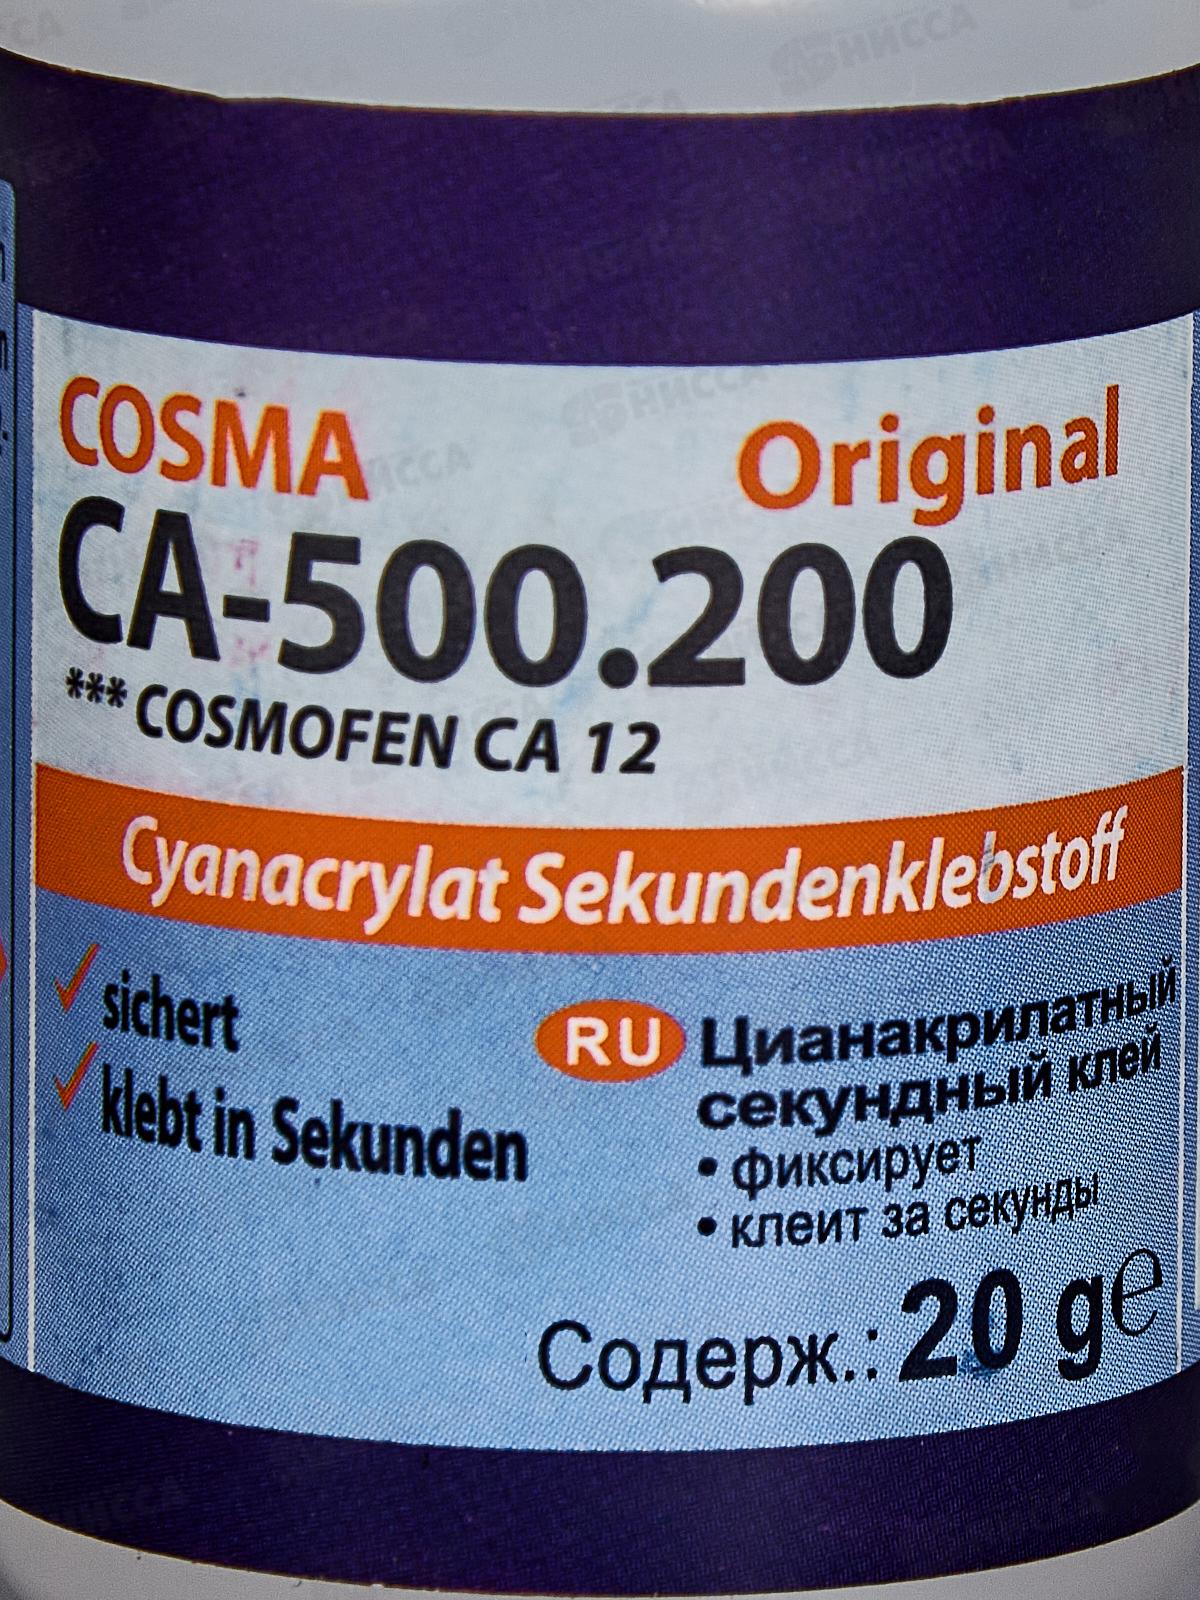 COSMA Original
CA-500.200
*** COSMOFEN CA 12
Cyanacrylat Sekundenklebstoff
✓ sichert
✓ klebt in Sekunden
RU Цианакрилатный
секундный клей
• фиксирует
• клеит за секунды
Содерж.: 20 g e